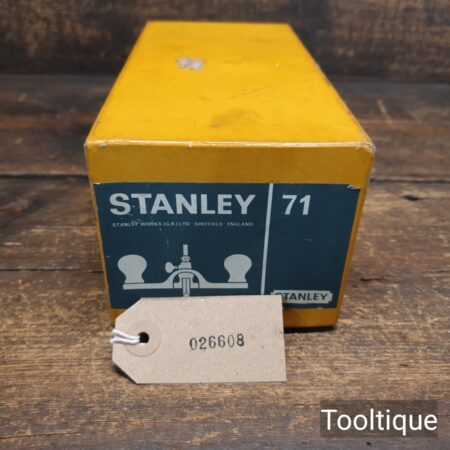 STANLEY 71
STANLEY WORKS (G.B.) LTD SHEFFIELD ENGLAND
STANLEY
026608
Tooltique